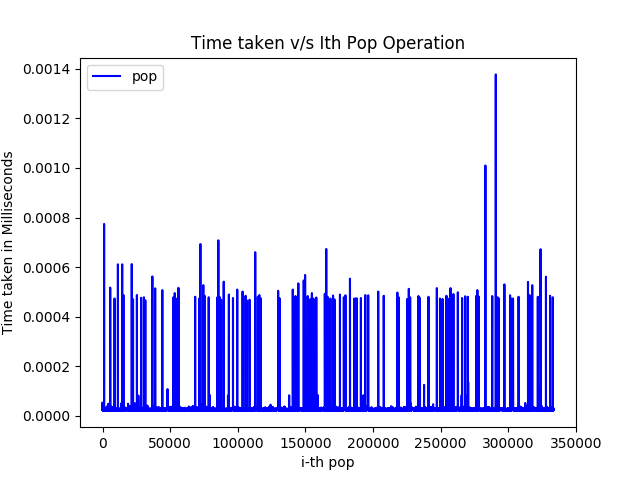 Time taken v/s Ith Pop Operation
pop
Time taken in Milliseconds
0.0014
0.0012
0.0010
0.0008
0.0006
0.0004
0.0002
0.0000
0 50000 100000 150000 200000 250000 300000 350000
i-th pop